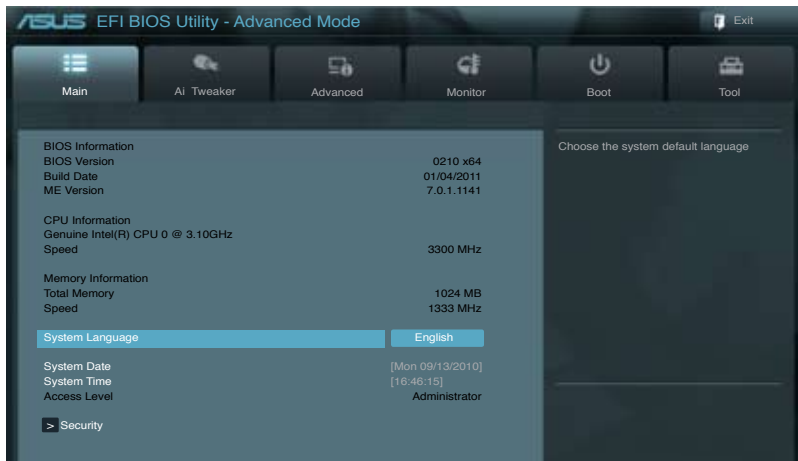 ASUS EFI BIOS Utility - Advanced Mode
Exit
Main
Ai Tweaker
Advanced
Monitor
Boot
Tool
BIOS Information
BIOS Version 0210 x64
Build Date 01/04/2011
ME Version 7.0.1.1141
CPU Information
Genuine Intel(R) CPU 0 @ 3.10GHz
Speed 3300 MHz
Memory Information
Total Memory 1024 MB
Speed 1333 MHz
System Language English
System Date [Mon 09/13/2010]
System Time [16:46:15]
Access Level Administrator
> Security
Choose the system default language